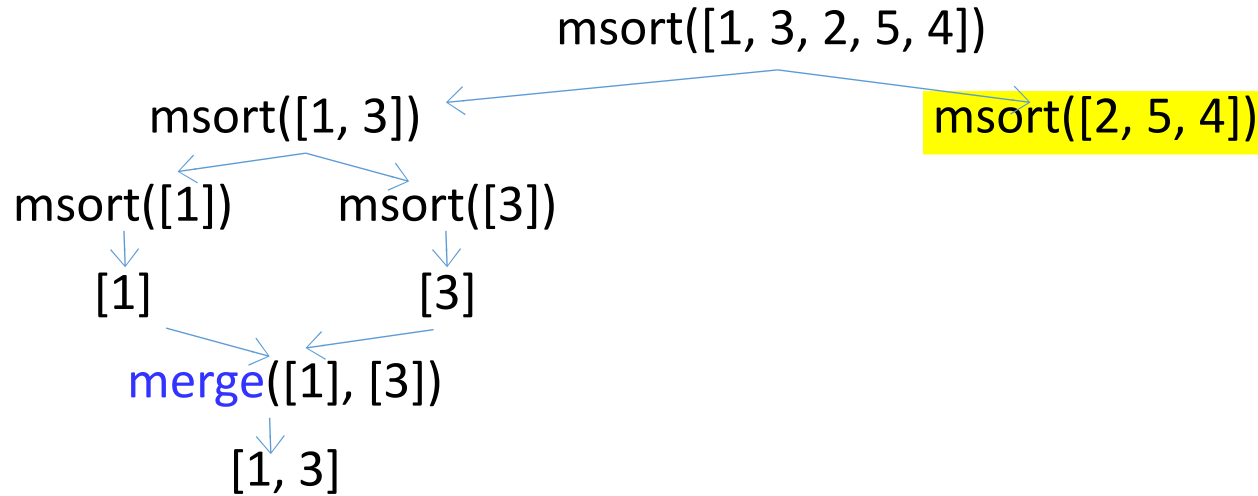 msort([1, 3, 2, 5, 4])
msort([1, 3])
msort([2, 5, 4])
msort([1])
msort([3])
[1]
[3]
merge([1], [3])
[1, 3]